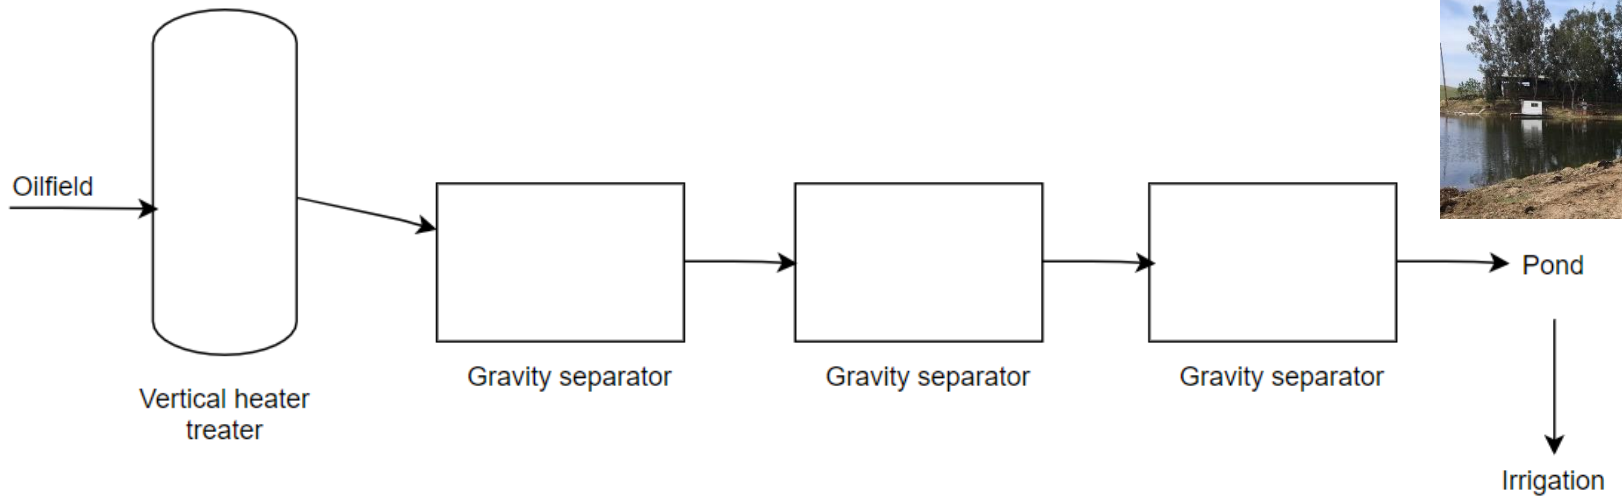 Oilfield
Vertical heater
treater
Gravity separator
Gravity separator
Gravity separator
Pond
Irrigation